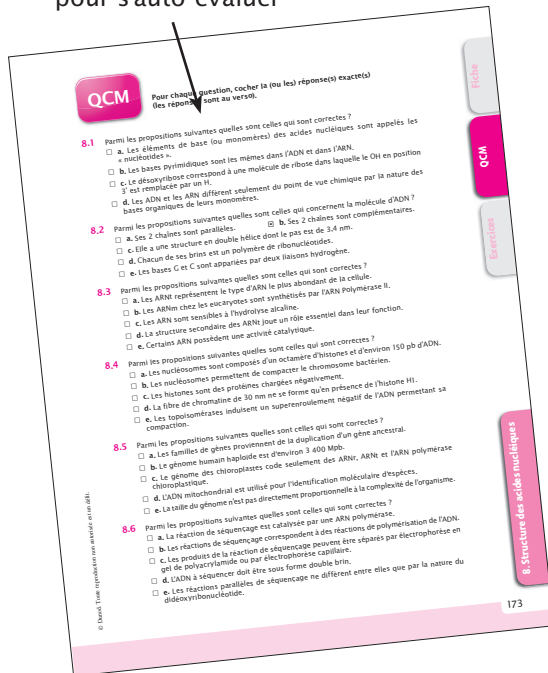 pour s'auto-évaluer
QCM
Pour chaque question, cocher la (ou les) réponse(s) exacte(s)
(les réponses sont au verso).
8.1 Parmi les propositions suivantes quelles sont celles qui sont correctes ?
□ a. Les éléments de base (ou monomères) des acides nucléiques sont appelés les
« nucléotides ».
□ b. Les bases pyrimidiques sont les mêmes dans l'ADN et dans l'ARN.
□ c. Le désoxyribose correspond à une molécule de ribose dans laquelle le OH en position
3' est remplacée par un H.
□ d. Les ADN et les ARN diffèrent seulement du point de vue chimique par la nature des
bases organiques de leurs monomères.
8.2 Parmi les propositions suivantes quelles sont celles qui concernent la molécule d'ADN ?
□ a. Ses 2 chaînes sont parallèles. ☒ b. Ses 2 chaînes sont complémentaires.
□ c. Elle a une structure en double hélice dont le pas est de 3,4 nm.
□ d. Chacun de ses brins est un polymère de ribonucléotides.
□ e. Les bases G et C sont appariées par deux liaisons hydrogène.
8.3 Parmi les propositions suivantes quelles sont celles qui sont correctes ?
□ a. Les ARNt représentent le type d'ARN le plus abondant de la cellule.
□ b. Les ARNm chez les eucaryotes sont synthétisés par l'ARN Polymérase II.
□ c. Les ARN sont sensibles à l'hydrolyse alcaline.
□ d. La structure secondaire des ARNt joue un rôle essentiel dans leur fonction.
□ e. Certains ARN possèdent une activité catalytique.
8.4 Parmi les propositions suivantes quelles sont celles qui sont correctes ?
□ a. Les nucléosomes sont composés d'un octamère d'histones et d'environ 150 pb d'ADN.
□ b. Les nucléosomes permettent de compacter le chromosome bactérien.
□ c. Les histones sont des protéines chargées négativement.
□ d. La fibre de chromatine de 30 nm ne se forme qu'en présence de l'histone H1.
□ e. Les topoisomérases induisent un superenroulement négatif de l'ADN permettant sa
compaction.
8.5 Parmi les propositions suivantes quelles sont celles qui sont correctes ?
□ a. Les familles de gènes proviennent de la duplication d'un gène ancestral.
□ b. Le génome humain haploïde est d'environ 3 400 Mpb.
□ c. Le génome des chloroplastes code seulement des ARNr, ARNt et l'ARN polymérase
chloroplastique.
□ d. L'ADN mitochondrial est utilisé pour l'identification moléculaire d'espèces.
□ e. La taille du génome n'est pas directement proportionnelle à la complexité de l'organisme.
8.6 Parmi les propositions suivantes quelles sont celles qui sont correctes ?
□ a. La réaction de séquençage est catalysée par une ARN polymérase.
□ b. Les réactions de séquençage correspondent à des réactions de polymérisation de l'ADN.
□ c. Les produits de la réaction de séquençage peuvent être séparés par électrophorèse en
gel de polyacrylamide ou par électrophorèse capillaire.
□ d. L'ADN à séquencer doit être sous forme double brin.
□ e. Les réactions parallèles de séquençage ne diffèrent entre elles que par la nature du
didéoxyribonucléotide.
Fiche
QCM
Exercices
8. Structure des acides nucléiques
© Dunod. Toute reproduction non autorisée est un délit.
173